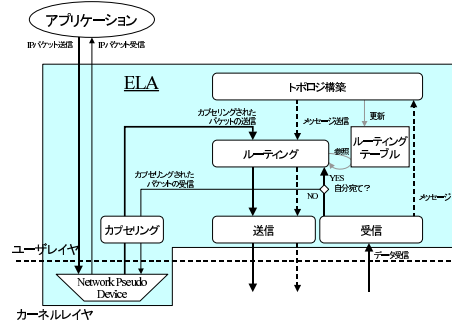 アプリケーション
IPパケット送信
IPパケット受信
ELA
トポロジ構築
カプセリングされた
パケットの送信
メッセージ送信
更新
ルーティング
テーブル
参照
ルーティング
カプセリングされた
パケットの受信
YES
自分宛て?
NO
メッセージ
カプセリング
送信
受信
ユーザレイヤ
データ受信
Network Pseudo
Device
カーネルレイヤ